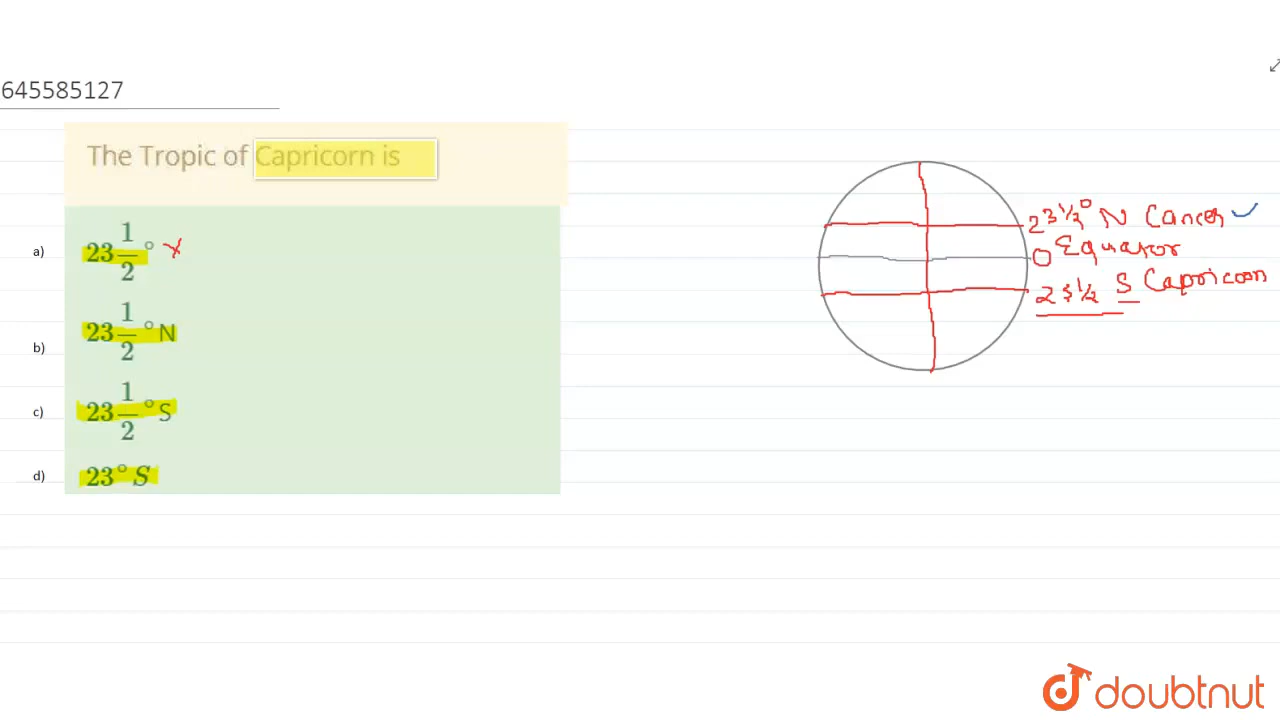 645585127
The Tropic of Capricorn is
a) 23 1/2 °
b) 23 1/2 ° N
c) 23 1/2 ° S
d) 23° S
23 1/2° N Cancer
0 Equator
23 1/2 S Capricorn
doubtnut